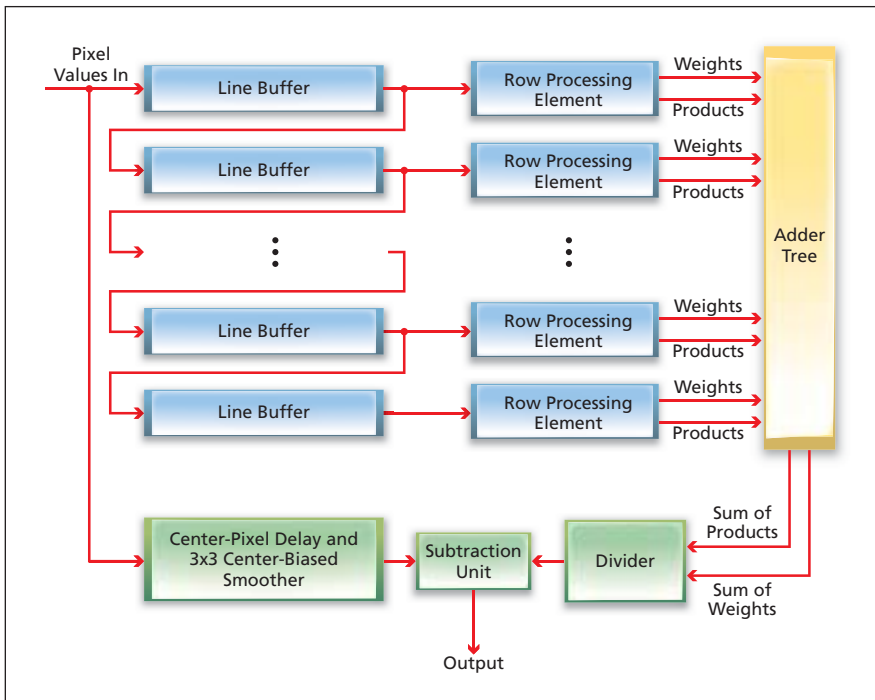 Pixel
Values In
Line Buffer
Row Processing
Element
Weights
Products
Line Buffer
Row Processing
Element
Weights
Products
Adder
Tree
Line Buffer
Row Processing
Element
Weights
Products
Line Buffer
Row Processing
Element
Weights
Products
Center-Pixel Delay and
3x3 Center-Biased
Smoother
Subtraction
Unit
Divider
Sum of
Products
Sum of
Weights
Output